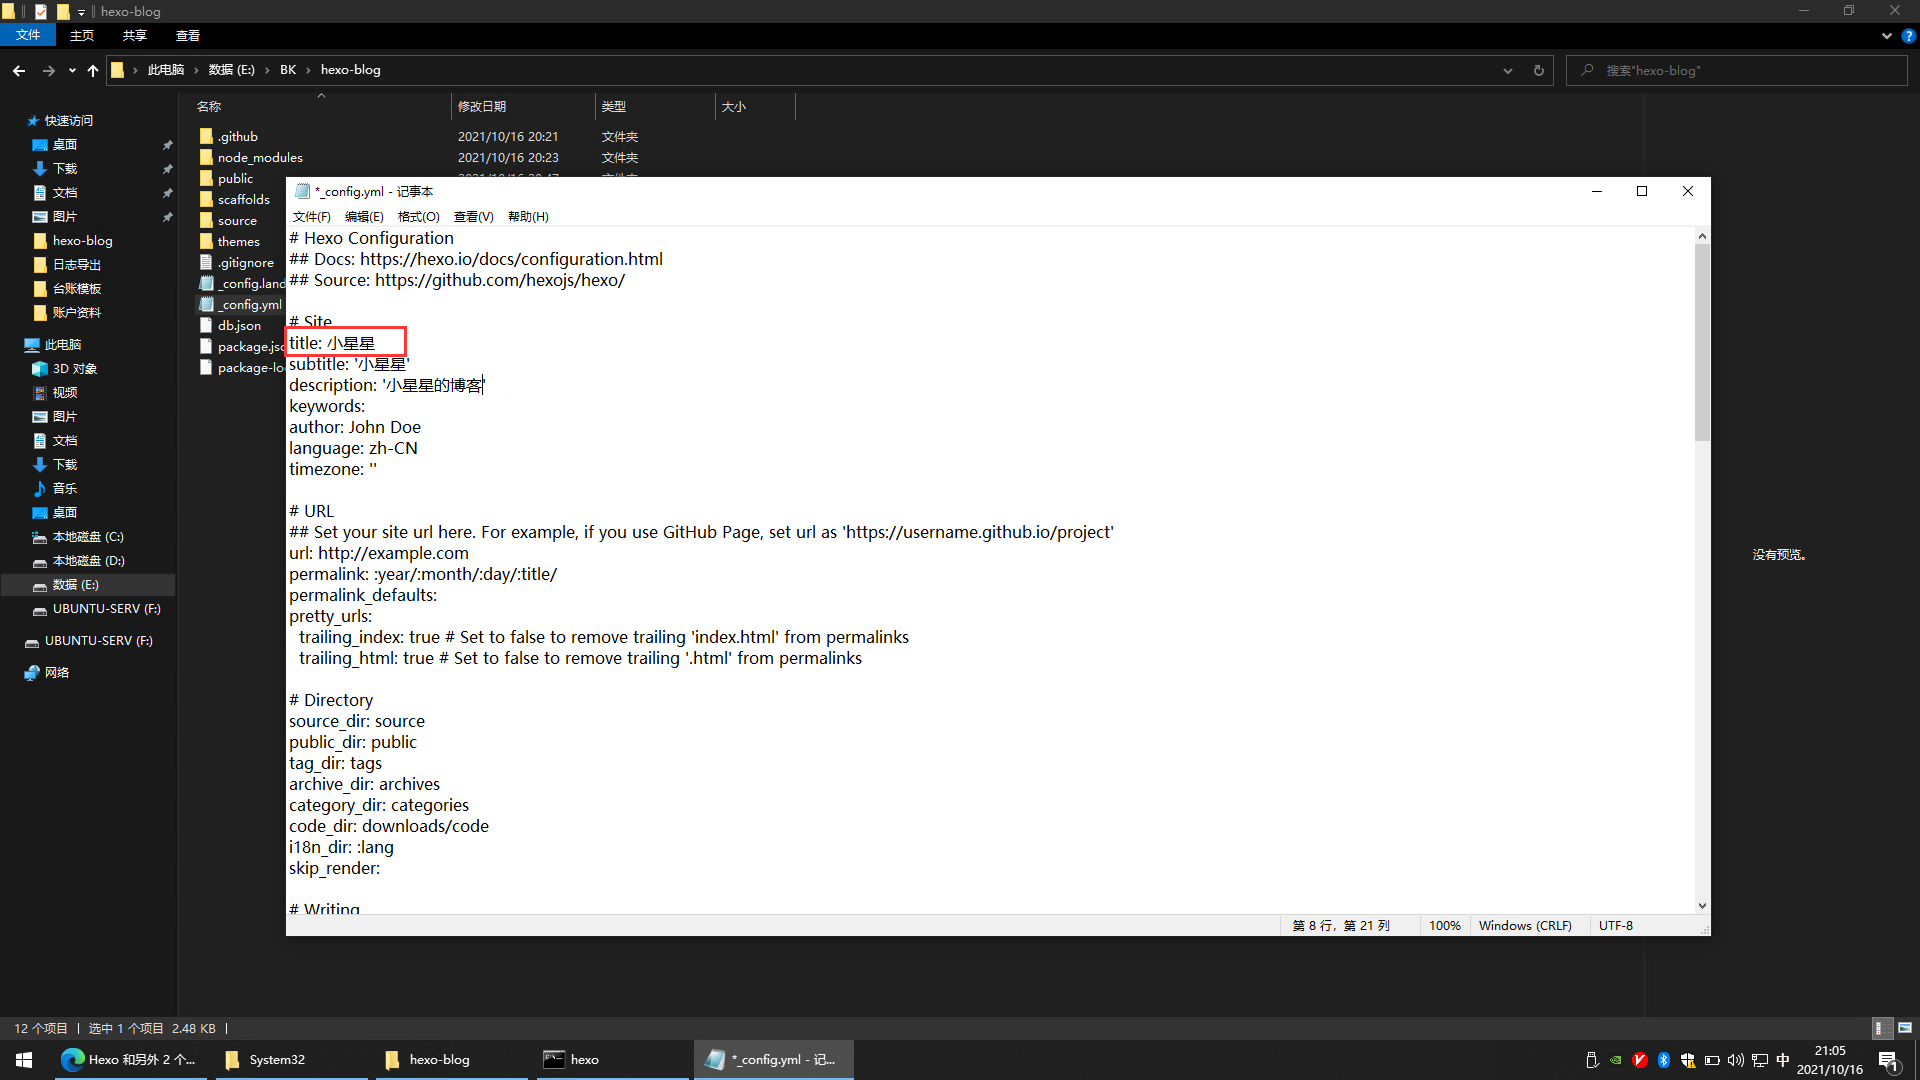 hexo-blog
文件 主页 共享 查看
此电脑 数据 (E:) BK hexo-blog
搜索"hexo-blog"
名称 修改日期 类型 大小
快速访问
桌面
下载
文档
图片
hexo-blog
日志导出
台账模板
账户资料
此电脑
3D 对象
视频
图片
文档
下载
音乐
桌面
本地磁盘 (C:)
本地磁盘 (D:)
数据 (E:)
UBUNTU-SERV (F:)
UBUNTU-SERV (F:)
网络
.github 2021/10/16 20:21 文件夹
node_modules 2021/10/16 20:23 文件夹
public
scaffolds
source
themes
.gitignore
_config.land
_config.yml
db.json
package.jso
package-lo
*_config.yml - 记事本
文件(F) 编辑(E) 格式(O) 查看(V) 帮助(H)
# Hexo Configuration
## Docs: https://hexo.io/docs/configuration.html
## Source: https://github.com/hexojs/hexo/
# Site
title: 小星星
subtitle: '小星星'
description: '小星星的博客'
keywords:
author: John Doe
language: zh-CN
timezone: ''
# URL
## Set your site url here. For example, if you use GitHub Page, set url as 'https://username.github.io/project'
url: http://example.com
permalink: :year/:month/:day/:title/
permalink_defaults:
pretty_urls:
trailing_index: true # Set to false to remove trailing 'index.html' from permalinks
trailing_html: true # Set to false to remove trailing '.html' from permalinks
# Directory
source_dir: source
public_dir: public
tag_dir: tags
archive_dir: archives
category_dir: categories
code_dir: downloads/code
i18n_dir: :lang
skip_render:
# Writing
第 8 行，第 21 列 100% Windows (CRLF) UTF-8
没有预览。
12 个项目 选中 1 个项目 2.48 KB
Hexo 和另外 2 个... System32 hexo-blog hexo *_config.yml - 记...
中
21:05
2021/10/16
1